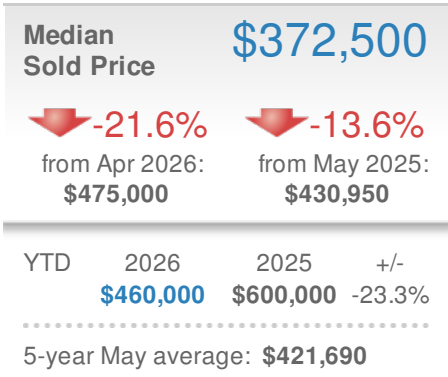 Median
Sold Price
$372,500
-21.6%
from Apr 2026:
$475,000
-13.6%
from May 2025:
$430,950
YTD 2026 2025 +/-
$460,000 $600,000 -23.3%
5-year May average: $421,690